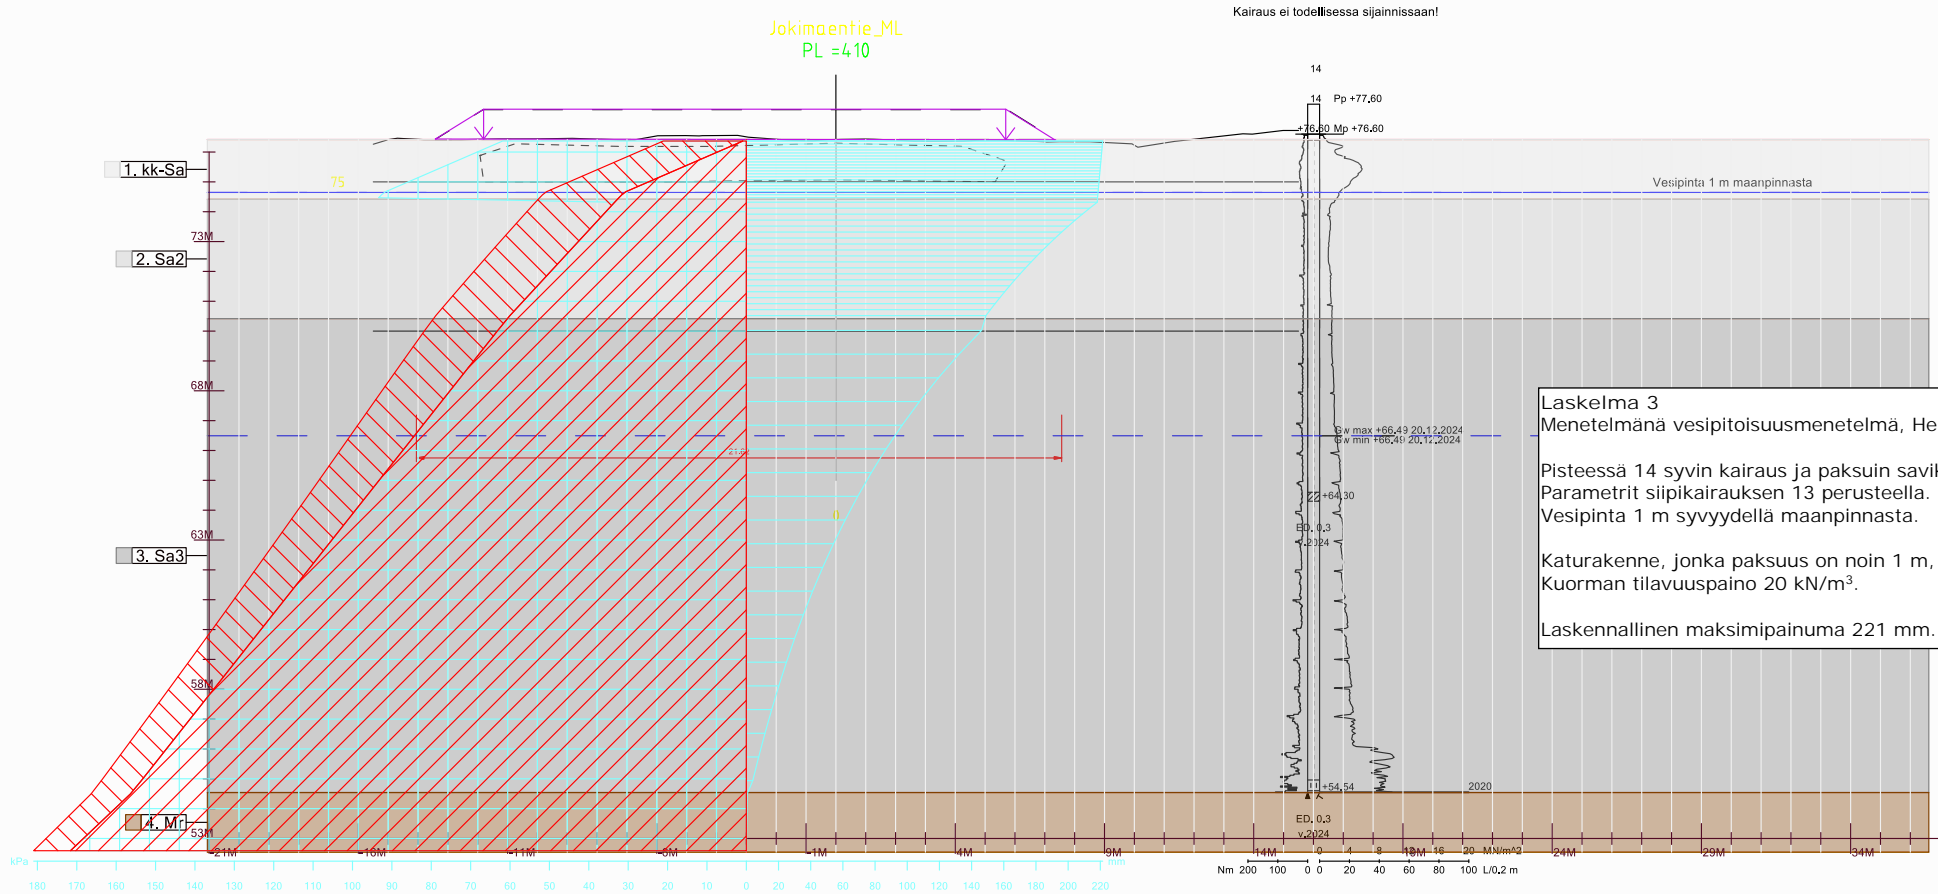 Kairaus ei todellisessa sijainnissaan!
Jokimaentie_ML
PL =410
14
14 Pp +77.60
+76.60 Mp +76.60
1. kk-Sa
75
Vesipinta 1 m maanpinnasta
73M
2. Sa2
68M
Laskelma 3
Menetelmänä vesipitoisuusmenetelmä, He
Gw max +66.49 20.12.2024
Gw min +66.49 20.12.2024
Pisteessä 14 syvin kairaus ja paksuin savik
Parametrit siipikairauksen 13 perusteella.
Vesipinta 1 m syvyydellä maanpinnasta.
+64.30
63M
ED. 0.3
.2024
3. Sa3
Katurakenne, jonka paksuus on noin 1 m,
Kuorman tilavuuspaino 20 kN/m³.
Laskennallinen maksimipainuma 221 mm.
58M
+54.54
2020
4. Mr
53M
ED. 0.3
v.2024
-21M -16M -11M -6M -1M 4M 9M 14M 19M 24M 29M 34M
0 4 8 12 16 20 MN/m^2
kPa
mm
Nm 200 100 0 0 20 40 60 80 100 L/0.2 m
180 170 160 150 140 130 120 110 100 90 80 70 60 50 40 30 20 10 0 20 40 60 80 100 120 140 160 180 200 220